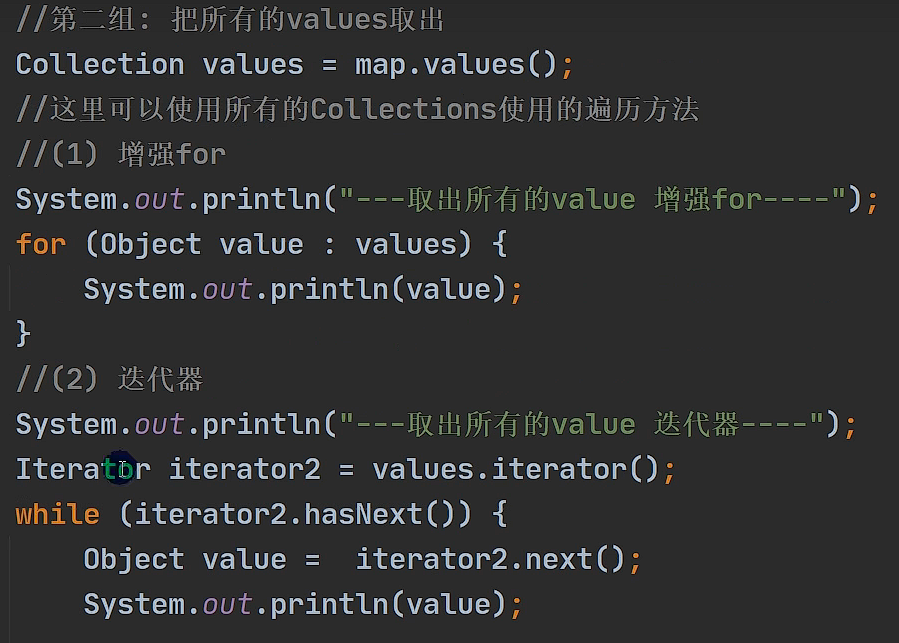 //第二组: 把所有的values取出
Collection values = map.values();
//这里可以使用所有的Collections使用的遍历方法
//(1) 增强for
System.out.println("---取出所有的value 增强for----");
for (Object value : values) {
    System.out.println(value);
}
//(2) 迭代器
System.out.println("---取出所有的value 迭代器----");
Iterator iterator2 = values.iterator();
while (iterator2.hasNext()) {
    Object value =  iterator2.next();
    System.out.println(value);